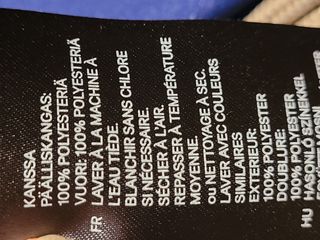 KANSSA
PÄÄLLISKANGAS:
100% POLYESTERIÄ
VUORI: 100% POLYESTERIÄ
FR LAVER À LA MACHINE À
L'EAU TIÈDE.
BLANCHIR SANS CHLORE
SI NÉCESSAIRE.
SÉCHER À L'AIR.
REPASSER À TEMPÉRATURE
MOYENNE.
ou NETTOYAGE À SEC.
LAVER AVEC COULEURS
SIMILAIRES
EXTERIEUR:
100% POLYESTER
DOUBLURE:
100% POLYESTER
HU HASONLÓ SZÍNEKKEL